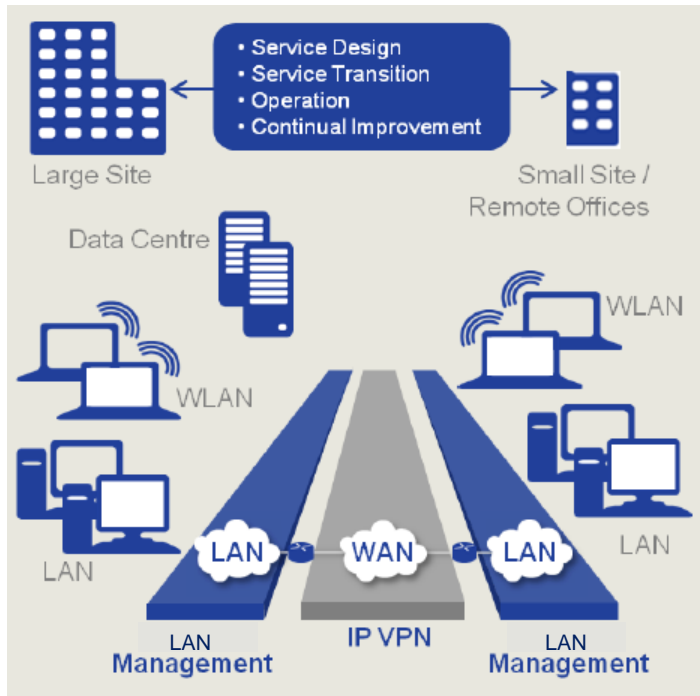 • Service Design
• Service Transition
• Operation
• Continual Improvement
Large Site
Small Site /
Remote Offices
Data Centre
WLAN
WLAN
LAN
LAN
LAN
WAN
LAN
LAN
Management
IP VPN
LAN
Management